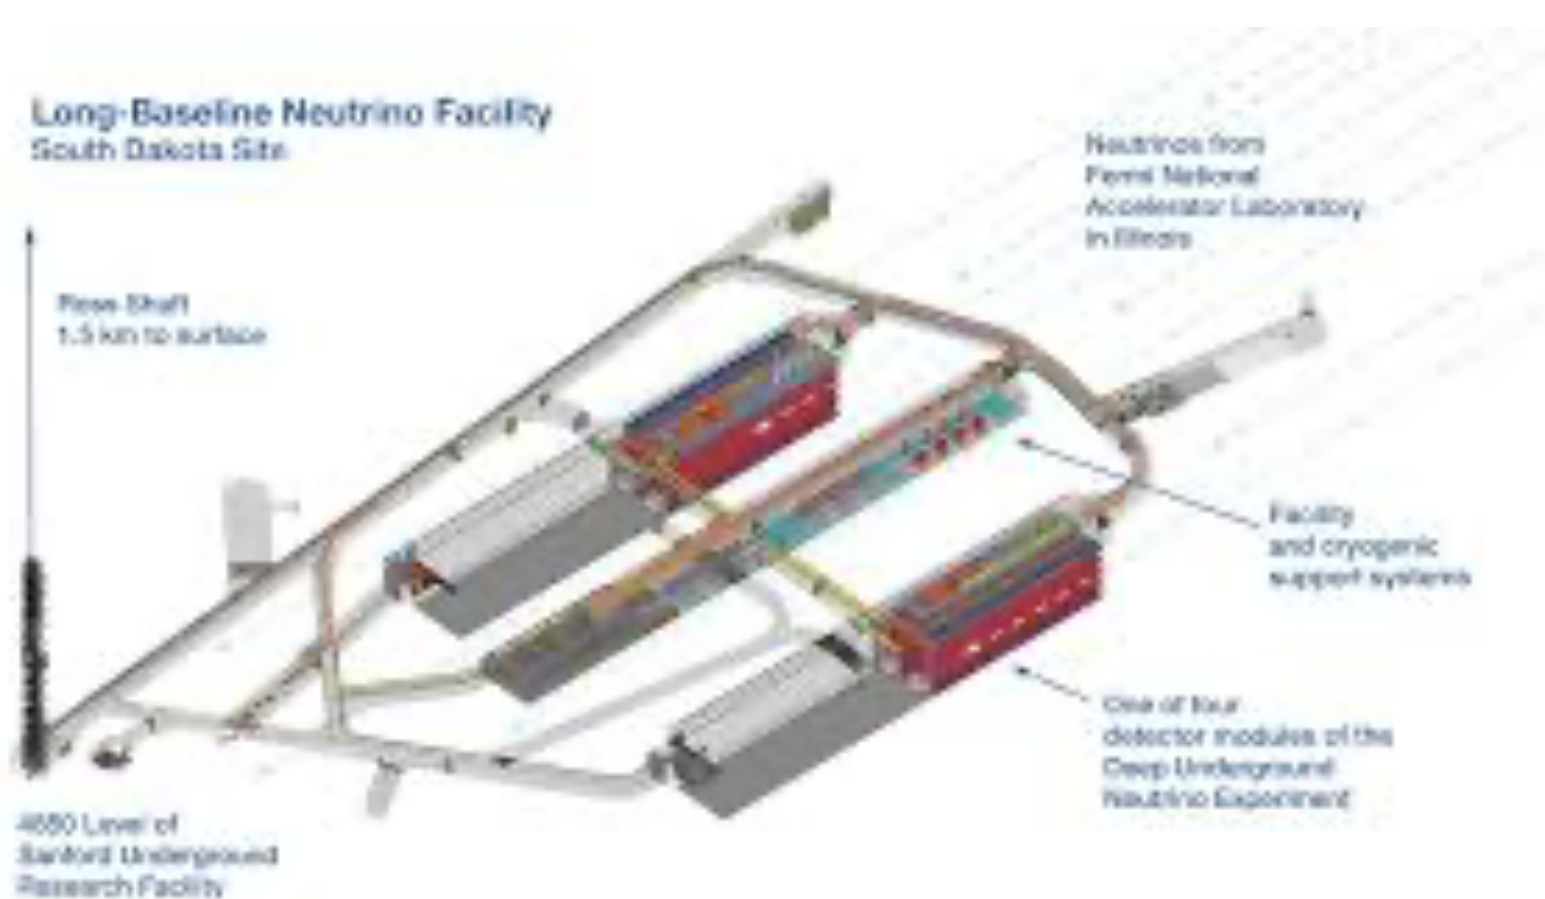 Long-Baseline Neutrino Facility
South Dakota Site
Neutrinos from
Fermi National
Accelerator Laboratory
in Illinois
Ross Shaft
1.5 km to surface
Facility
and cryogenic
support systems
One of four
detector modules of the
Deep Underground
Neutrino Experiment
4850 Level of
Sanford Underground
Research Facility